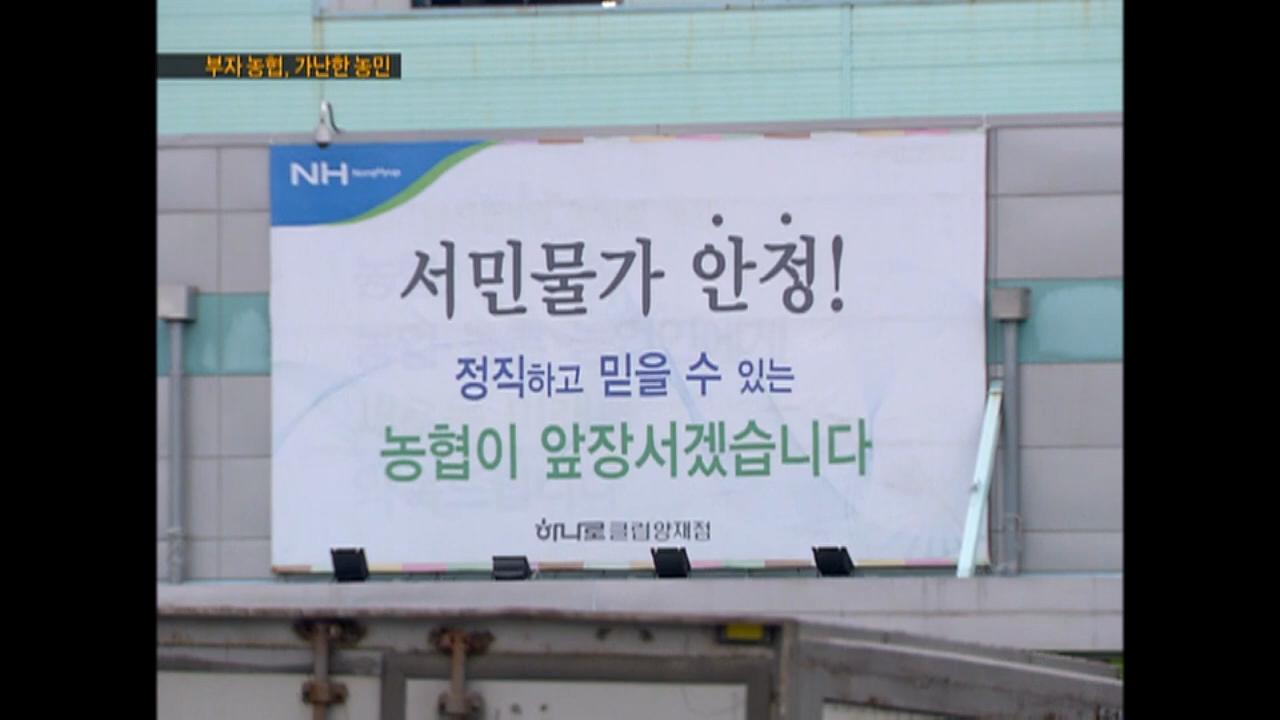 부자 농협, 가난한 농민
NH NongHyup
서민물가 안정!
정직하고 믿을 수 있는
농협이 앞장서겠습니다
하나로클럽양재점